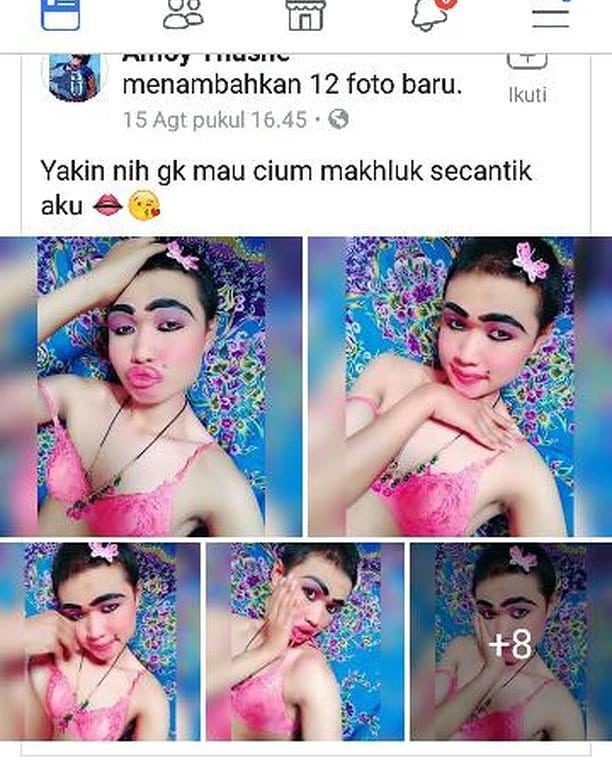 menambahkan 12 foto baru.
Ikuti
15 Agt pukul 16.45 ·
Yakin nih gk mau cium makhluk secantik
aku 👄😘
+8